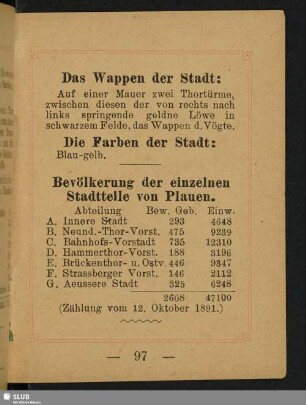 Das Wappen der Stadt:
Auf einer Mauer zwei Thortürme,
zwischen diesen der von rechts nach
links springende goldne Löwe in
schwarzem Felde, das Wappen d. Vögte.
Die Farben der Stadt:
Blau-gelb.
Bevölkerung der einzelnen
Stadtteile von Plauen.
Abteilung Bew. Geb. Einw.
A. Innere Stadt 293 4648
B. Neund.-Thor-Vorst. 475 9239
C. Bahnhofs-Vorstadt 735 12310
D. Hammerthor-Vorst. 188 3196
E. Brückenthor- u. Ostv. 446 9347
F. Strassberger Vorst. 146 2112
G. Aeussere Stadt 325 6248
2608 47100
(Zählung vom 12. Oktober 1891.)
— 97 —
SLUB